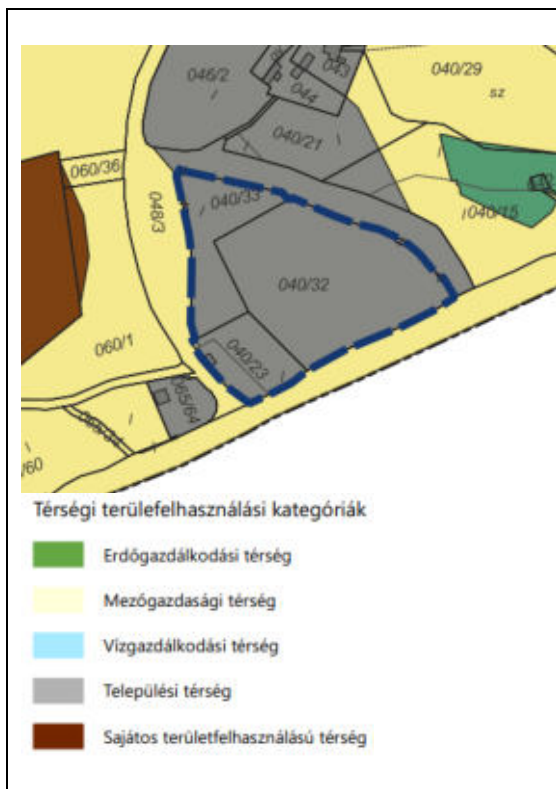 046/2
043
044
040/29
sz
040/21
060/36
040/33
040/15
048/3
040/32
060/1
040/23
065/64
/60
Térségi terülefelhasználási kategóriák
Erdőgazdálkodási térség
Mezőgazdasági térség
Vízgazdálkodási térség
Települési térség
Sajátos területfelhasználású térség